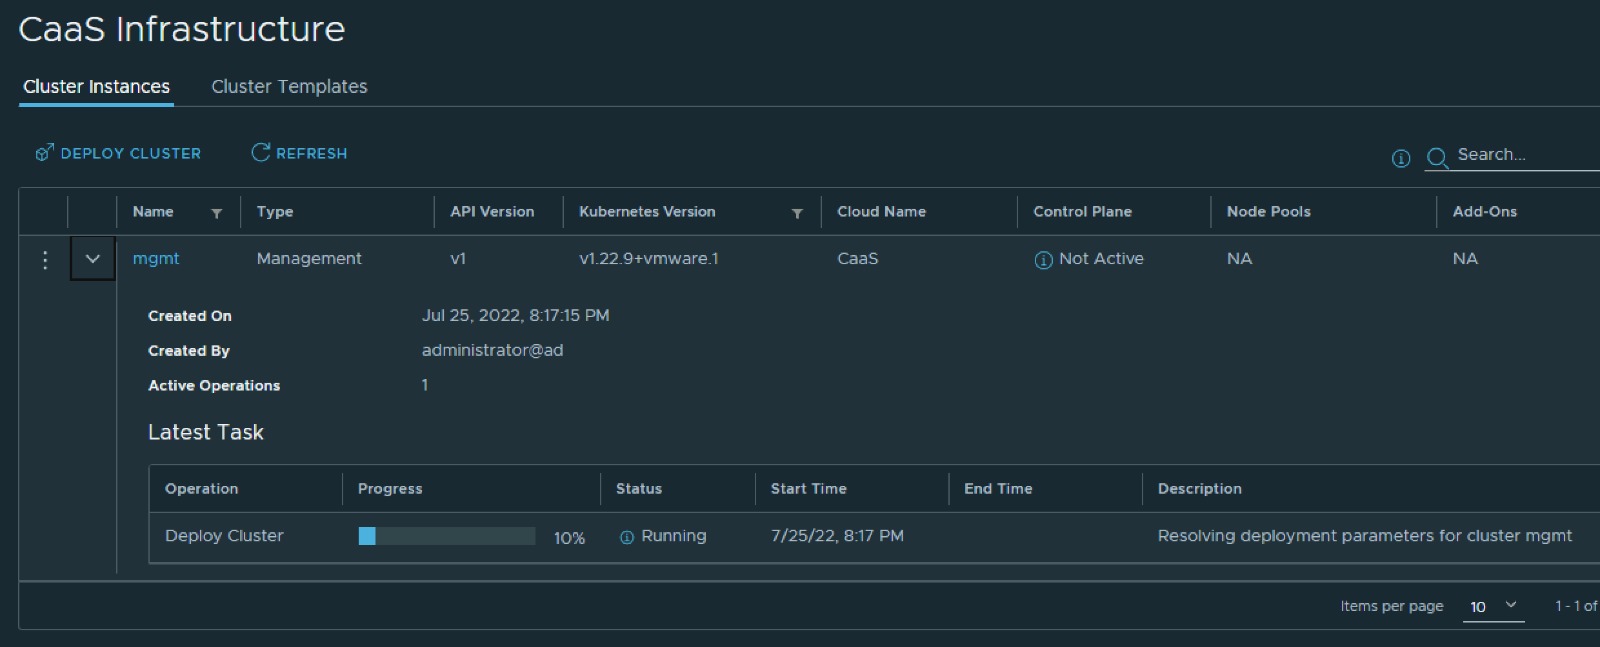 CaaS Infrastructure
Cluster Instances Cluster Templates
DEPLOY CLUSTER REFRESH Search...
Name Type API Version Kubernetes Version Cloud Name Control Plane Node Pools Add-Ons
mgmt Management v1 v1.22.9+vmware.1 CaaS Not Active NA NA
Created On Jul 25, 2022, 8:17:15 PM
Created By administrator@ad
Active Operations 1
Latest Task
Operation Progress Status Start Time End Time Description
Deploy Cluster 10% Running 7/25/22, 8:17 PM Resolving deployment parameters for cluster mgmt
Items per page 10 1 - 1 of